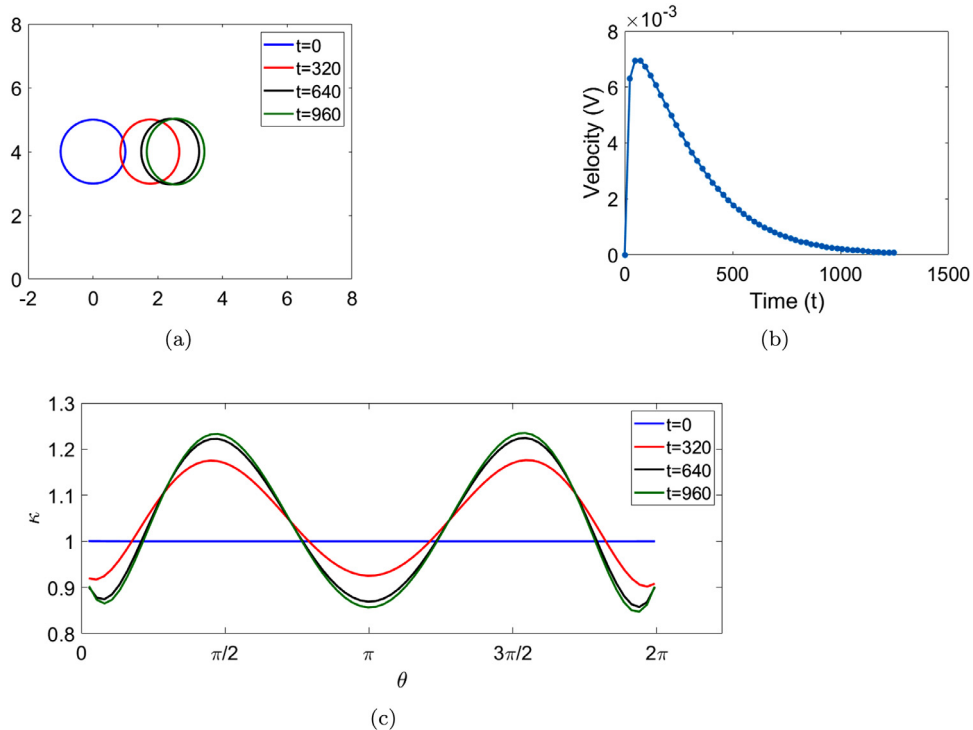 8
6
4
2
0
-2 0 2 4 6 8
t=0
t=320
t=640
t=960
(a)
×10-3
8
6
4
2
0
Velocity (V)
0 500 1000 1500
Time (t)
(b)
1.3
1.2
1.1
1
0.9
0.8
κ
0 π/2 π 3π/2 2π
θ
t=0
t=320
t=640
t=960
(c)